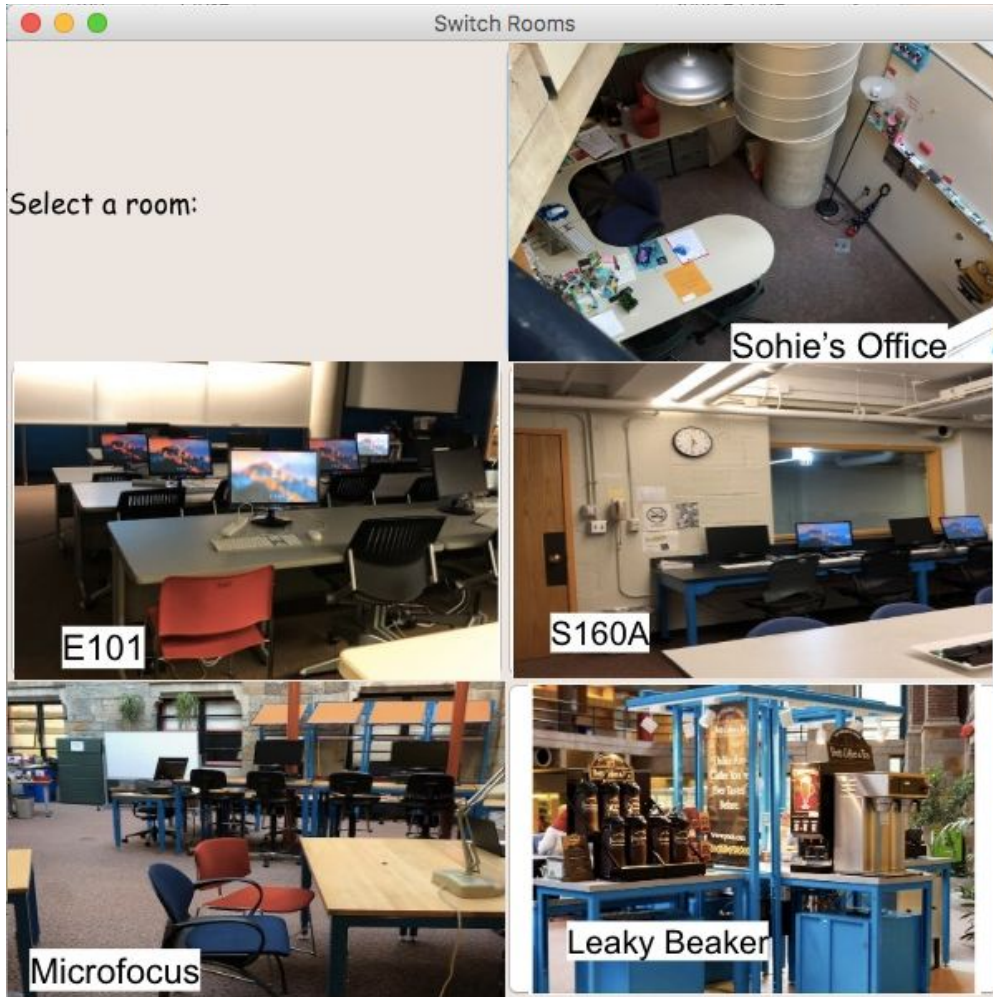 Switch Rooms
Select a room:
Sohie's Office
E101
S160A
Microfocus
Leaky Beaker